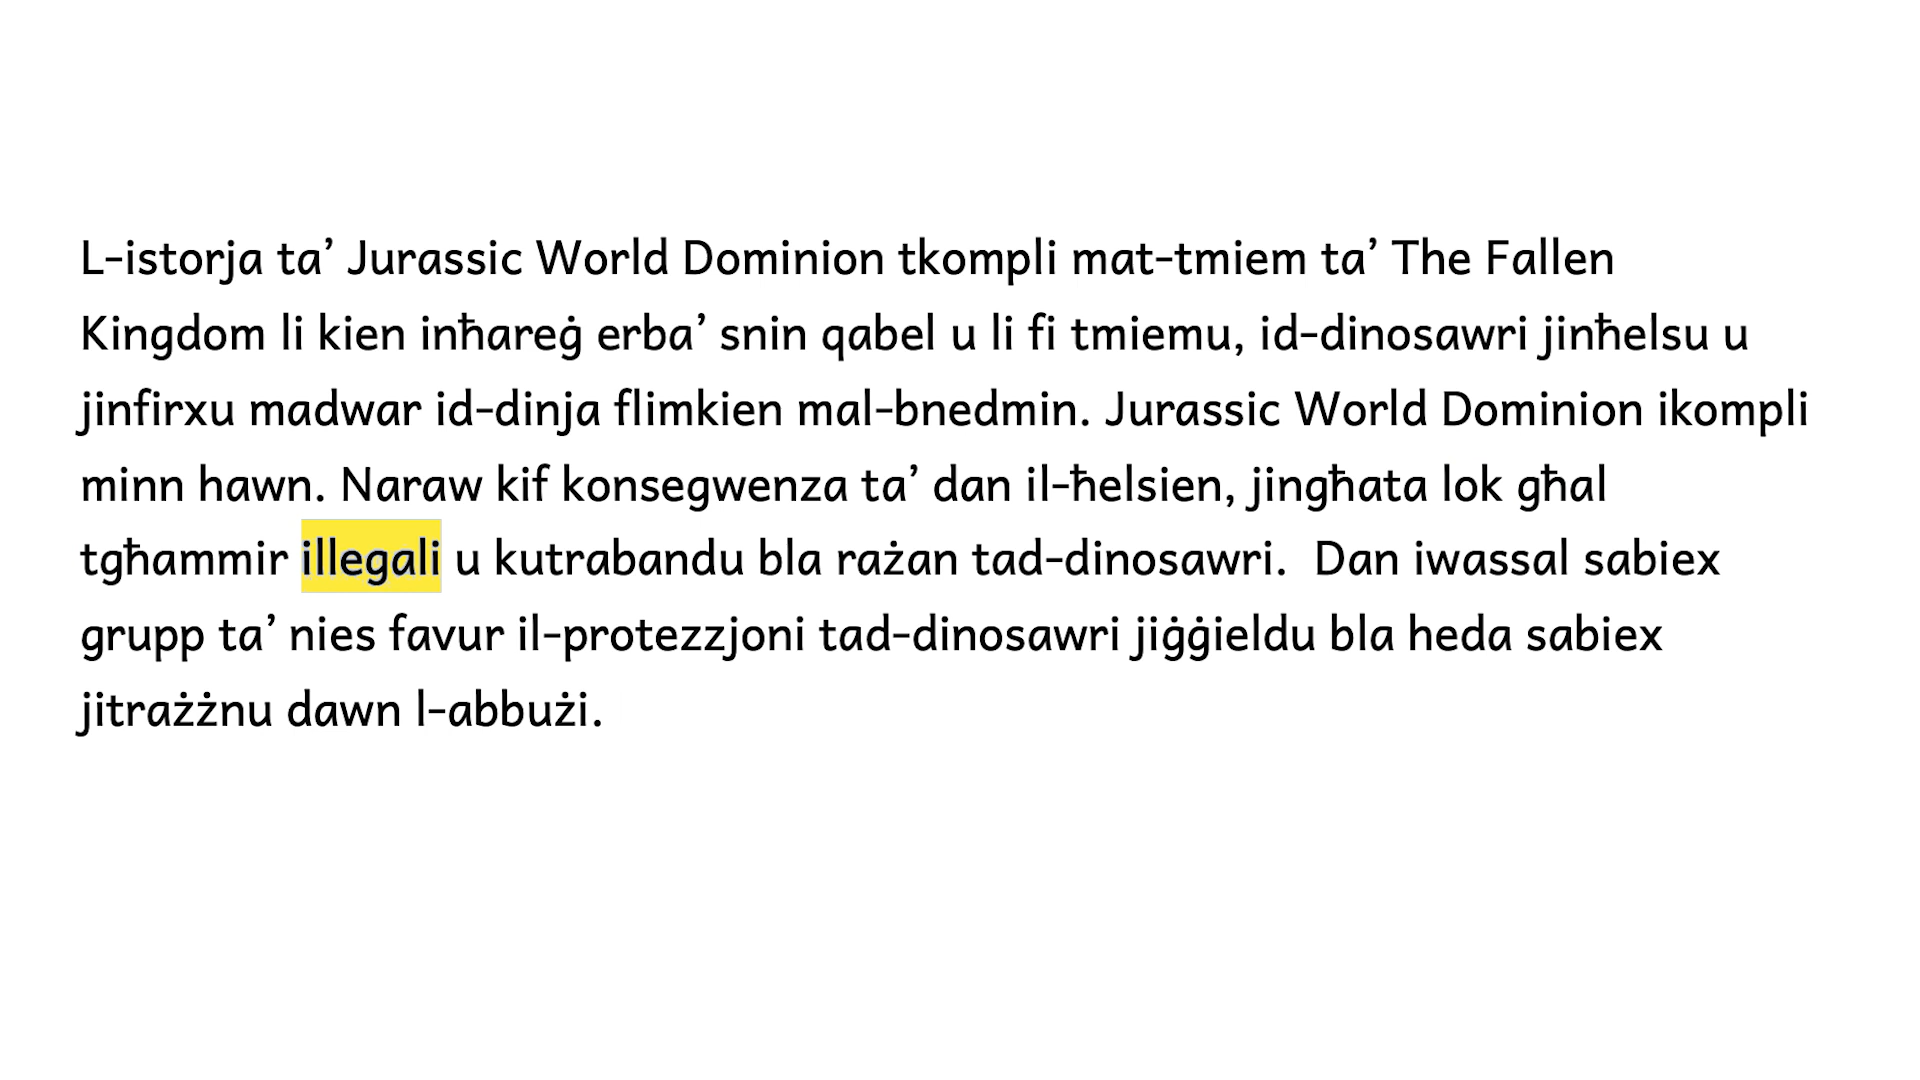 L-istorja ta’ Jurassic World Dominion tkompli mat-tmiem ta’ The Fallen
Kingdom li kien inħareġ erba’ snin qabel u li fi tmiemu, id-dinosawri jinħelsu u
jinfirxu madwar id-dinja flimkien mal-bnedmin. Jurassic World Dominion ikompli
minn hawn. Naraw kif konsegwenza ta’ dan il-ħelsien, jingħata lok għal
tgħammir illegali u kutrabandu bla rażan tad-dinosawri.  Dan iwassal sabiex
grupp ta’ nies favur il-protezzjoni tad-dinosawri jiġġieldu bla heda sabiex
jitrażżnu dawn l-abbużi.